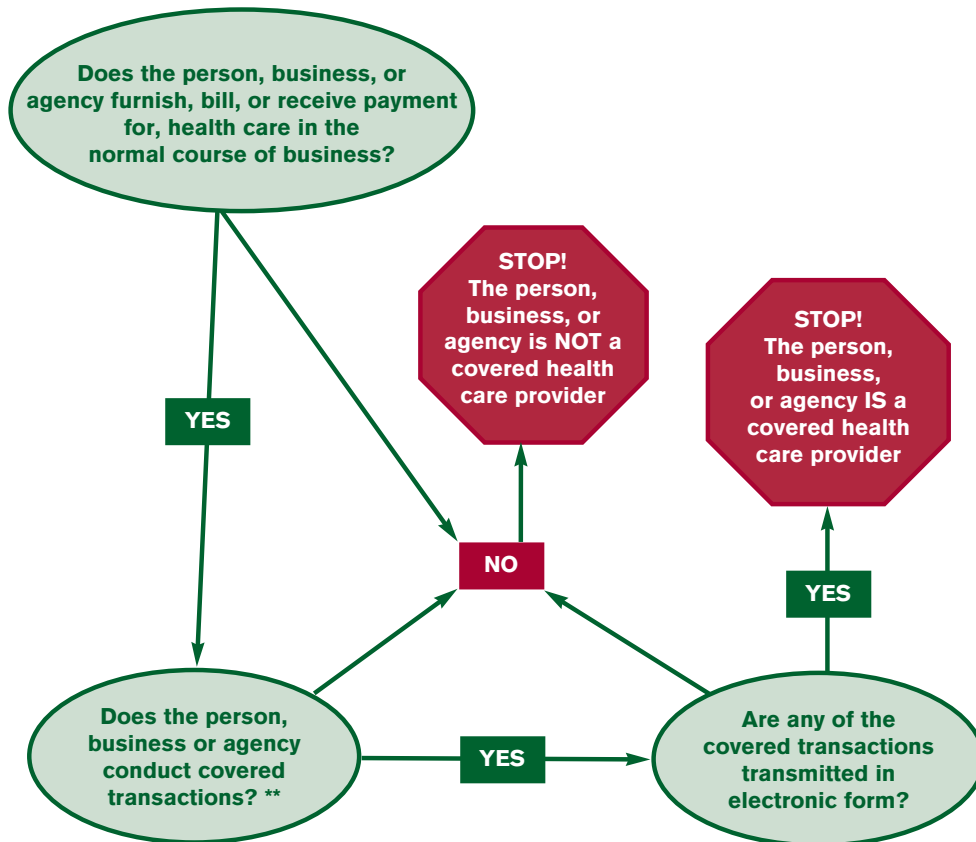 Does the person, business, or
agency furnish, bill, or receive payment
for, health care in the
normal course of business?
STOP!
The person,
business, or
agency is NOT a
covered health
care provider
STOP!
The person,
business,
or agency IS a
covered health
care provider
YES
NO
YES
Does the person,
business or agency
conduct covered
transactions? **
YES
Are any of the
covered transactions
transmitted in
electronic form?